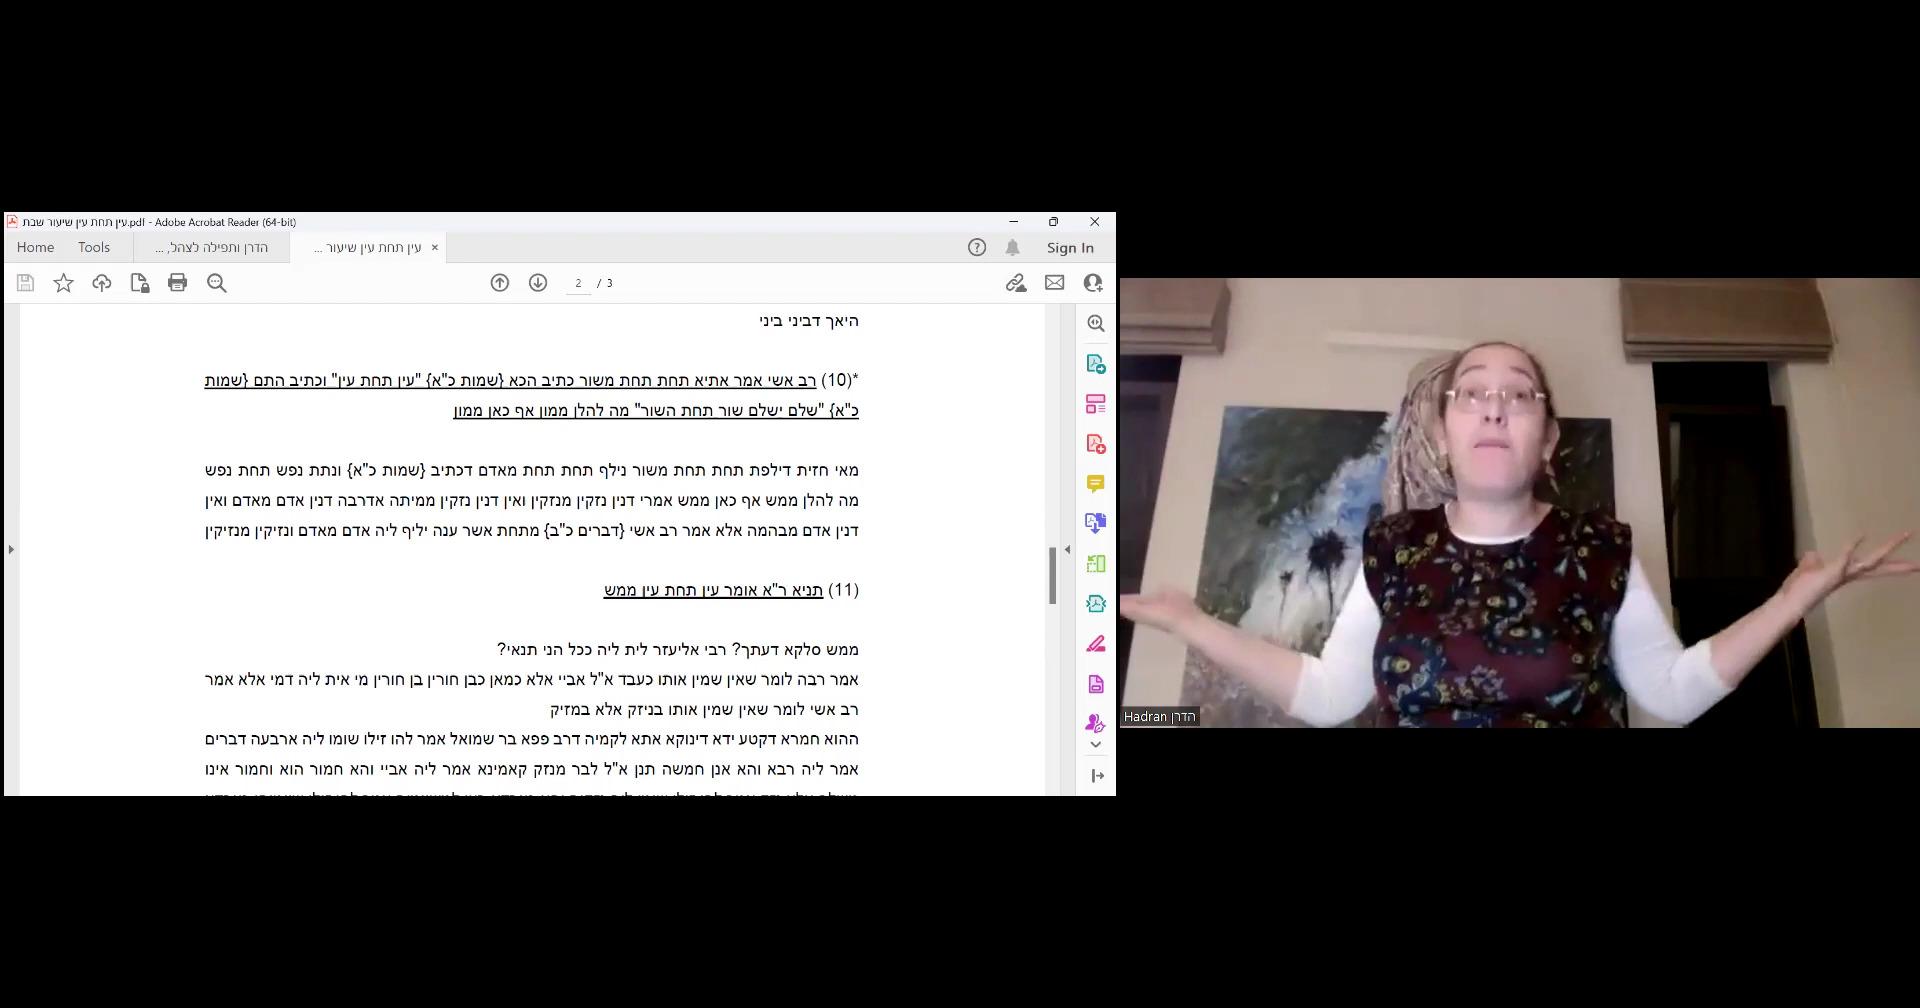 עין תחת עין שיעור שבת.pdf - Adobe Acrobat Reader (64-bit)
Home Tools הדרן ותפילה לצהל, ... עין תחת עין שיעור ... × Sign In
2 / 3
היאך דביני ביני
*(10) רב אשי אמר אתיא תחת תחת משור כתיב הכא {שמות כ"א} "עין תחת עין" וכתיב התם {שמות
כ"א} "שלם ישלם שור תחת השור" מה להלן ממון אף כאן ממון
מאי חזית דילפת תחת תחת משור נילף תחת תחת מאדם דכתיב {שמות כ"א} ונתת נפש תחת נפש
מה להלן ממש אף כאן ממש אמרי דנין נזקין מנזקין ואין דנין נזקין ממיתה אדרבה דנין אדם מאדם ואין
דנין אדם מבהמה אלא אמר רב אשי {דברים כ"ב} מתחת אשר ענה יליף ליה אדם מאדם ונזיקין מנזיקין
(11) תניא ר"א אומר עין תחת עין ממש
ממש סלקא דעתך? רבי אליעזר לית ליה ככל הני תנאי?
אמר רבה לומר שאין שמין אותו כעבד א"ל אביי אלא כמאן כבן חורין בן חורין מי אית ליה דמי אלא אמר
רב אשי לומר שאין שמין אותו בניזק אלא במזיק
ההוא חמרא דקטע ידא דינוקא אתא לקמיה דרב פפא בר שמואל אמר להו זילו שומו ליה ארבעה דברים
אמר ליה רבא והא אנן חמשה תנן א"ל לבר מנזק קאמינא אמר ליה אביי והא חמור הוא וחמור אינו
Hadran הדרן